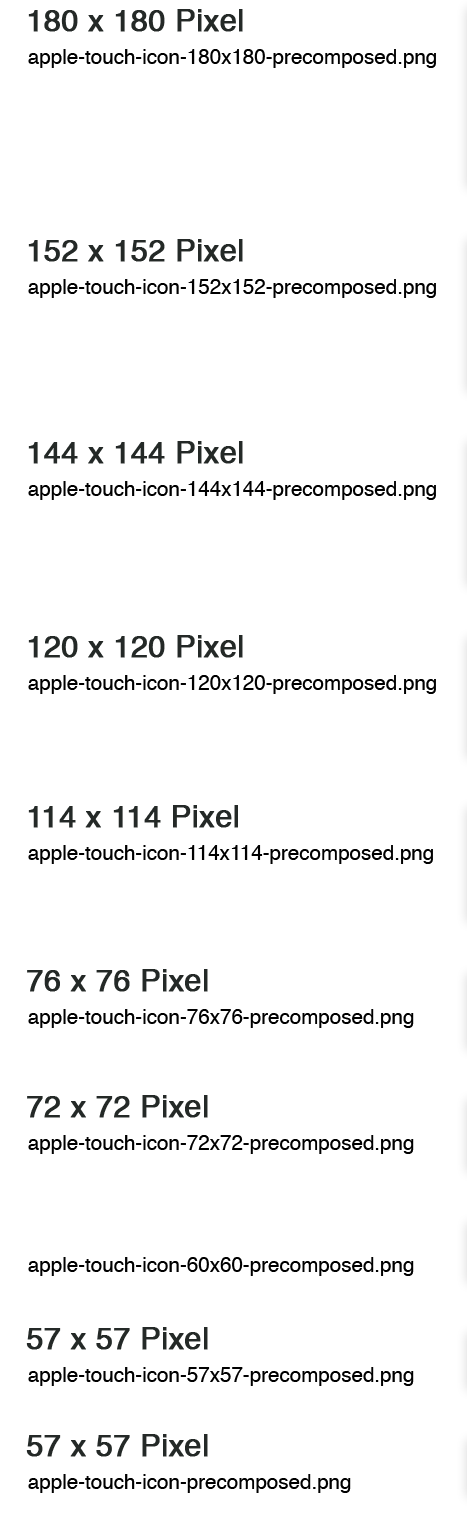 180 x 180 Pixel
apple-touch-icon-180x180-precomposed.png
152 x 152 Pixel
apple-touch-icon-152x152-precomposed.png
144 x 144 Pixel
apple-touch-icon-144x144-precomposed.png
120 x 120 Pixel
apple-touch-icon-120x120-precomposed.png
114 x 114 Pixel
apple-touch-icon-114x114-precomposed.png
76 x 76 Pixel
apple-touch-icon-76x76-precomposed.png
72 x 72 Pixel
apple-touch-icon-72x72-precomposed.png
apple-touch-icon-60x60-precomposed.png
57 x 57 Pixel
apple-touch-icon-57x57-precomposed.png
57 x 57 Pixel
apple-touch-icon-precomposed.png